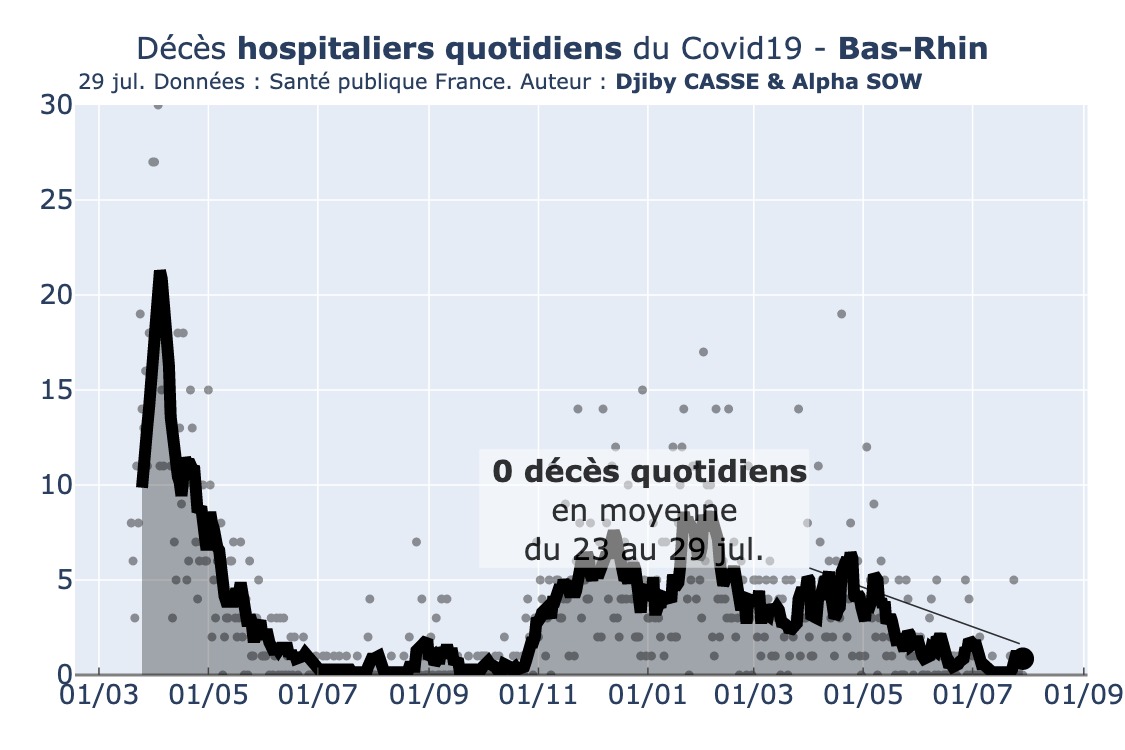 Décès hospitaliers quotidiens du Covid19 - Bas-Rhin
29 jul. Données : Santé publique France. Auteur : Djiby CASSE & Alpha SOW
30
25
20
15
10
5
0
0 décès quotidiens
en moyenne
du 23 au 29 jul.
01/03 01/05 01/07 01/09 01/11 01/01 01/03 01/05 01/07 01/09